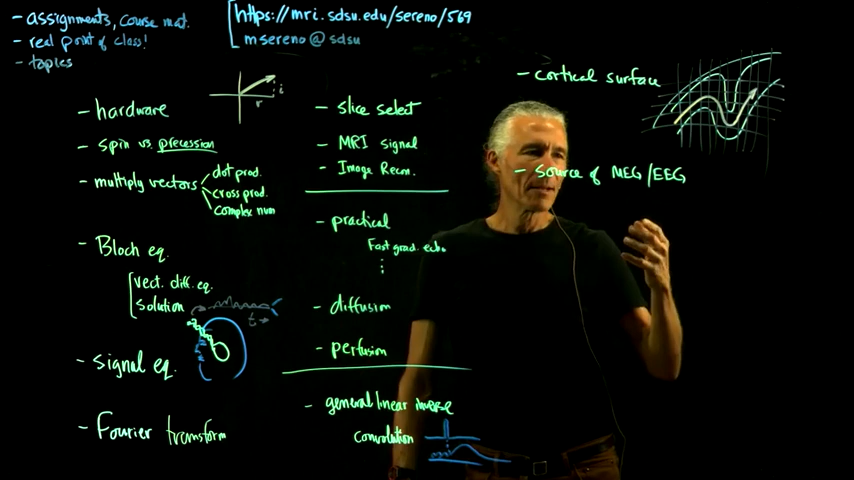 - assignments, course mat.
- real point of class!
- topics
https://mri.sdsu.edu/sereno/569
msereno@sdsu
- hardware
i
r
- spin vs. precession
- multiply vectors
dot prod.
cross prod.
complex num
- Bloch eq.
vect. diff. eq.
solution
t →
- signal eq.
- Fourier transform
- slice select
- MRI signal
- Image Recon.
- practical
Fast grad. echo
- diffusion
- perfusion
- general linear inverse
convolution
- cortical surface
- source of MEG/EEG